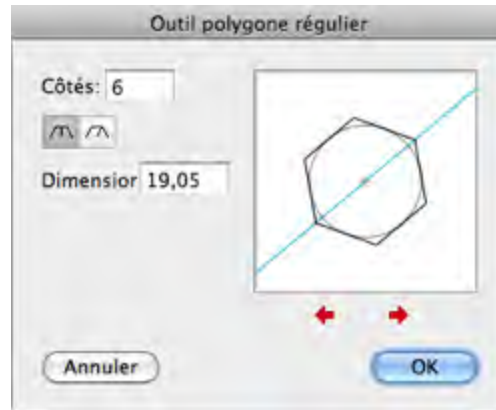 Outil polygone régulier
Côtés: 6
Dimensior 19,05
Annuler
OK